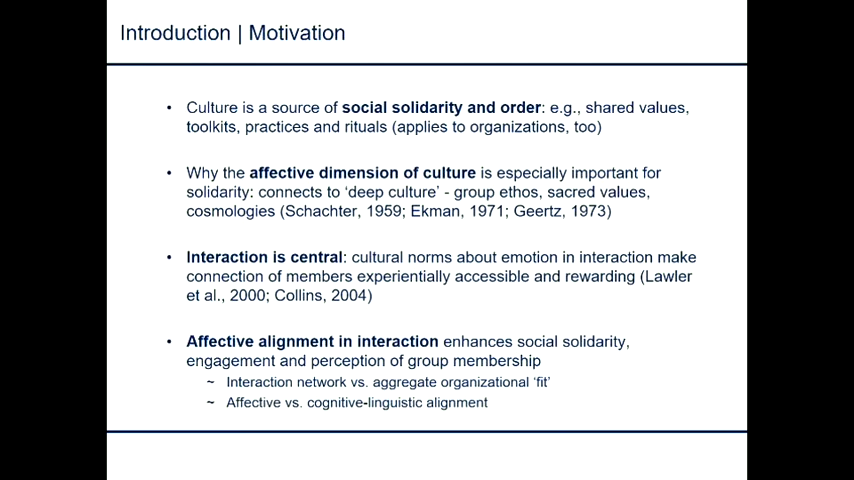 Introduction | Motivation
• Culture is a source of social solidarity and order: e.g., shared values,
toolkits, practices and rituals (applies to organizations, too)
• Why the affective dimension of culture is especially important for
solidarity: connects to ‘deep culture’ - group ethos, sacred values,
cosmologies (Schachter, 1959; Ekman, 1971; Geertz, 1973)
• Interaction is central: cultural norms about emotion in interaction make
connection of members experientially accessible and rewarding (Lawler
et al., 2000; Collins, 2004)
• Affective alignment in interaction enhances social solidarity,
engagement and perception of group membership
~ Interaction network vs. aggregate organizational ‘fit’
~ Affective vs. cognitive-linguistic alignment